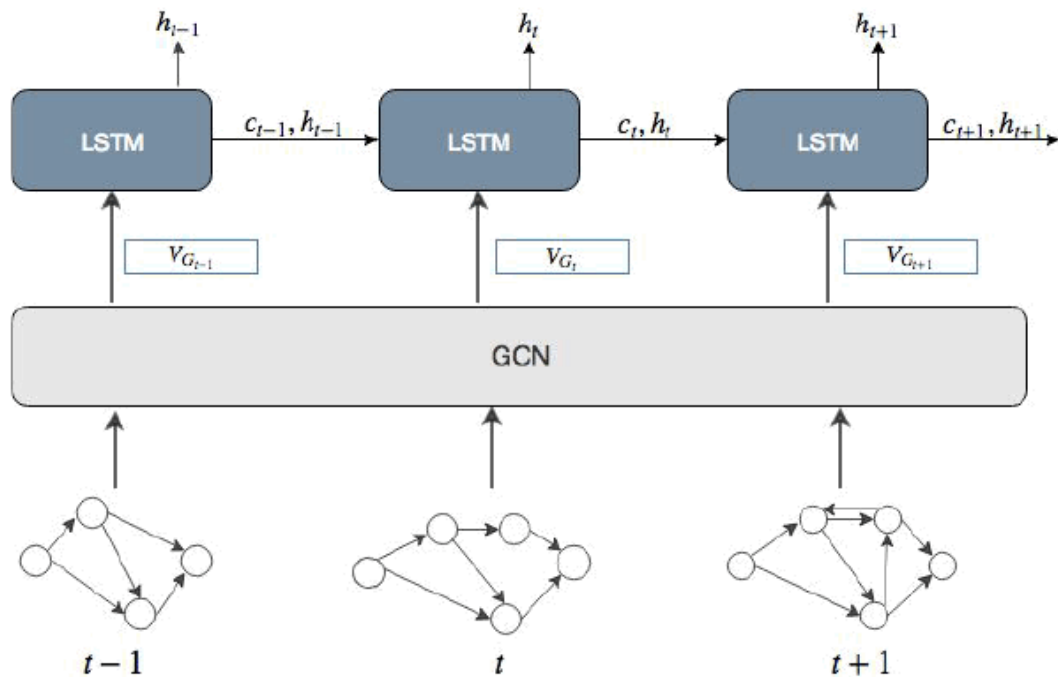 h_{t-1} h_t h_{t+1}
LSTM LSTM LSTM
c_{t-1}, h_{t-1} c_t, h_t c_{t+1}, h_{t+1}
V_{G_{t-1}} V_{G_t} V_{G_{t+1}}
GCN
t − 1 t t + 1